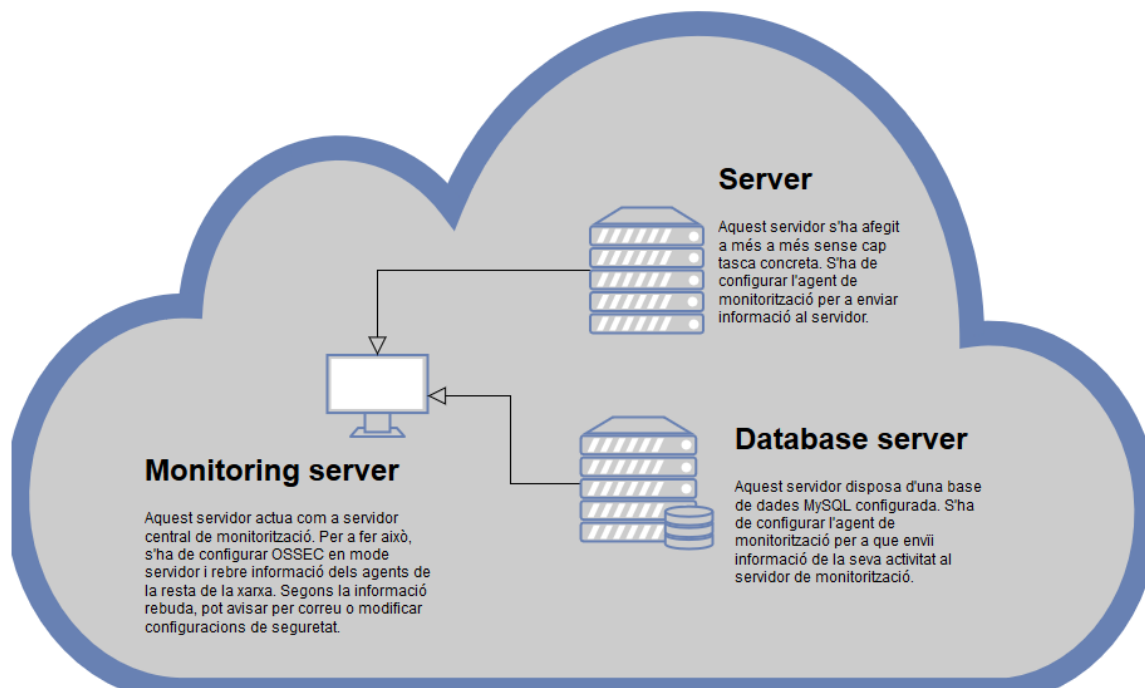 Server
Aquest servidor s'ha afegit
a més a més sense cap
tasca concreta. S'ha de
configurar l'agent de
monitorització per a enviar
informació al servidor.
Database server
Aquest servidor disposa d'una base
de dades MySQL configurada. S'ha
de configurar l'agent de
monitorització per a que envïi
informació de la seva activitat al
servidor de monitorització.
Monitoring server
Aquest servidor actua com a servidor
central de monitorització. Per a fer això,
s'ha de configurar OSSEC en mode
servidor i rebre informació dels agents de
la resta de la xarxa. Segons la informació
rebuda, pot avisar per correu o modificar
configuracions de seguretat.